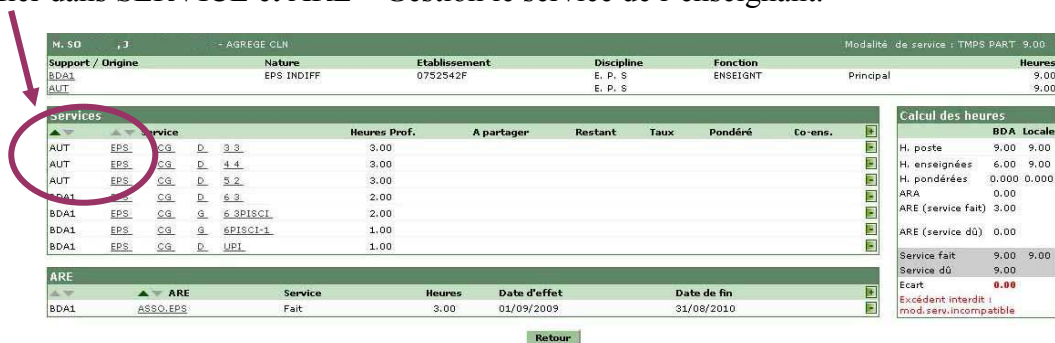 dans SERVICE et ARE – Gestion le service de l'enseignant.
M. SO ,J - AGREGE CLN Modalité de service : TMPS PART 9.00
Support / Origine Nature Etablissement Discipline Fonction Heures
BDA1 EPS INDIFF 0752542F E. P. S ENSEIGNT Principal 9.00
AUT E. P. S 9.00
Services
Service Heures Prof. A partager Restant Taux Pondéré Co-ens.
AUT EPS CG D 3 3 3.00
AUT EPS CG D 4 4 3.00
AUT EPS CG D 5 2 3.00
BDA1 EPS CG D 6 3 2.00
BDA1 EPS CG G 6 3PISCI 2.00
BDA1 EPS CG G 6PISCI-1 1.00
BDA1 EPS CG D UPI 1.00
ARE
ARE Service Heures Date d'effet Date de fin
BDA1 ASSO.EPS Fait 3.00 01/09/2009 31/08/2010
Retour
Calcul des heures
BDA Locale
H. poste 9.00 9.00
H. enseignées 6.00 9.00
H. pondérées 0.000 0.000
ARA 0.00
ARE (service fait) 3.00
ARE (service dû) 0.00
Service fait 9.00 9.00
Service dû 9.00
Ecart 0.00
Excédent interdit :
mod.serv.incompatible